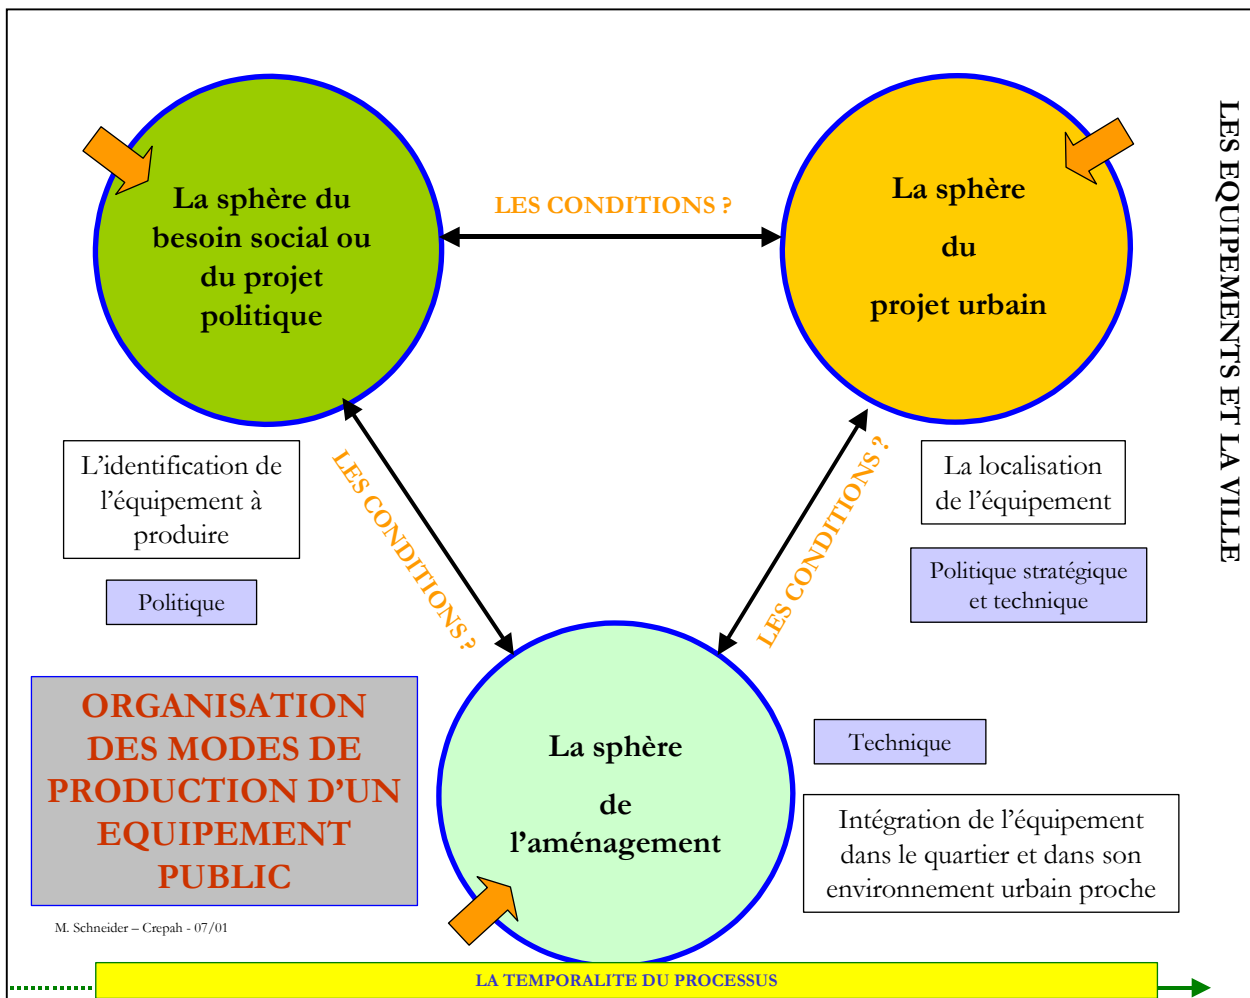 La sphère du
besoin social ou
du projet
politique
LES CONDITIONS ?
La sphère
du
projet urbain
LES EQUIPEMENTS ET LA VILLE
L’identification de
l’équipement à
produire
Politique
LES CONDITIONS ?
LES CONDITIONS ?
La localisation
de l’équipement
Politique stratégique
et technique
ORGANISATION
DES MODES DE
PRODUCTION D’UN
EQUIPEMENT
PUBLIC
La sphère
de
l’aménagement
Technique
Intégration de l’équipement
dans le quartier et dans son
environnement urbain proche
M. Schneider – Crepah - 07/01
LA TEMPORALITE DU PROCESSUS